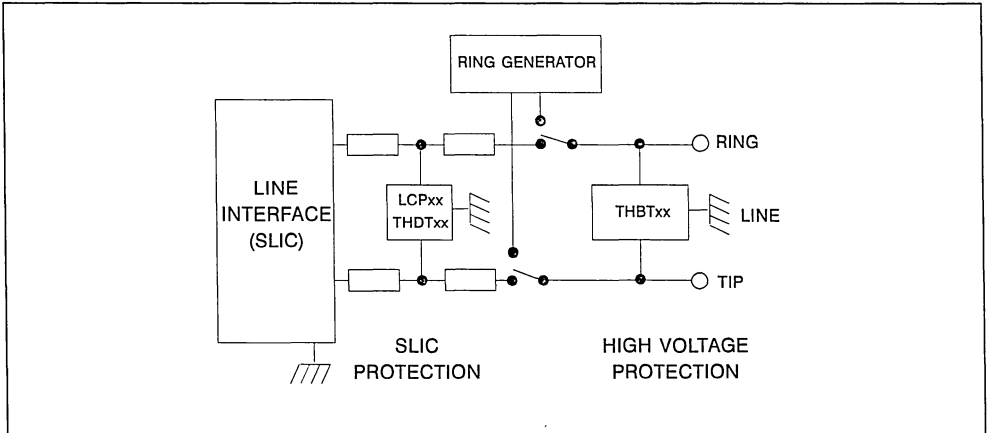 RING GENERATOR
RING
LINE
INTERFACE
(SLIC)
LCPxx
THDTxx
THBTxx
LINE
TIP
SLIC
PROTECTION
HIGH VOLTAGE
PROTECTION